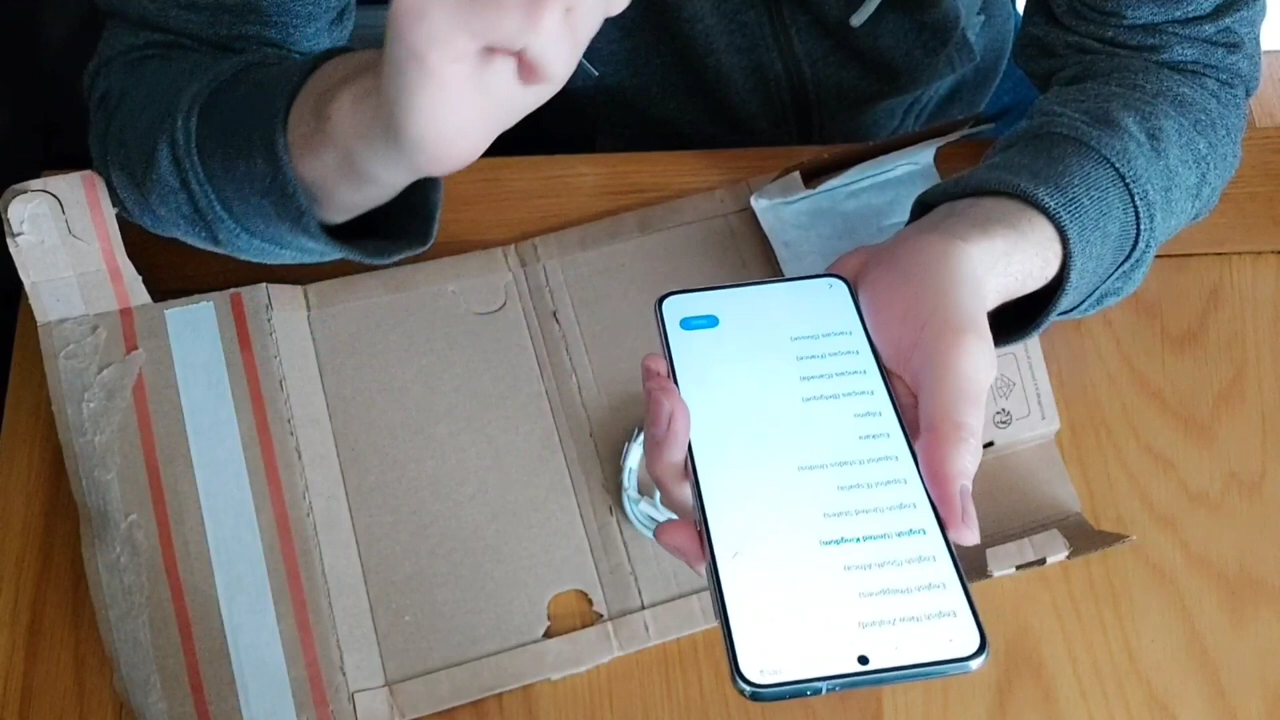 English (New Zealand)
English (Philippines)
English (South Africa)
English (United Kingdom)
English (United States)
Español (España)
Español (Estados Unidos)
Euskara
Filipino
Français (Belgique)
Français (Canada)
Français (France)
Français (Suisse)